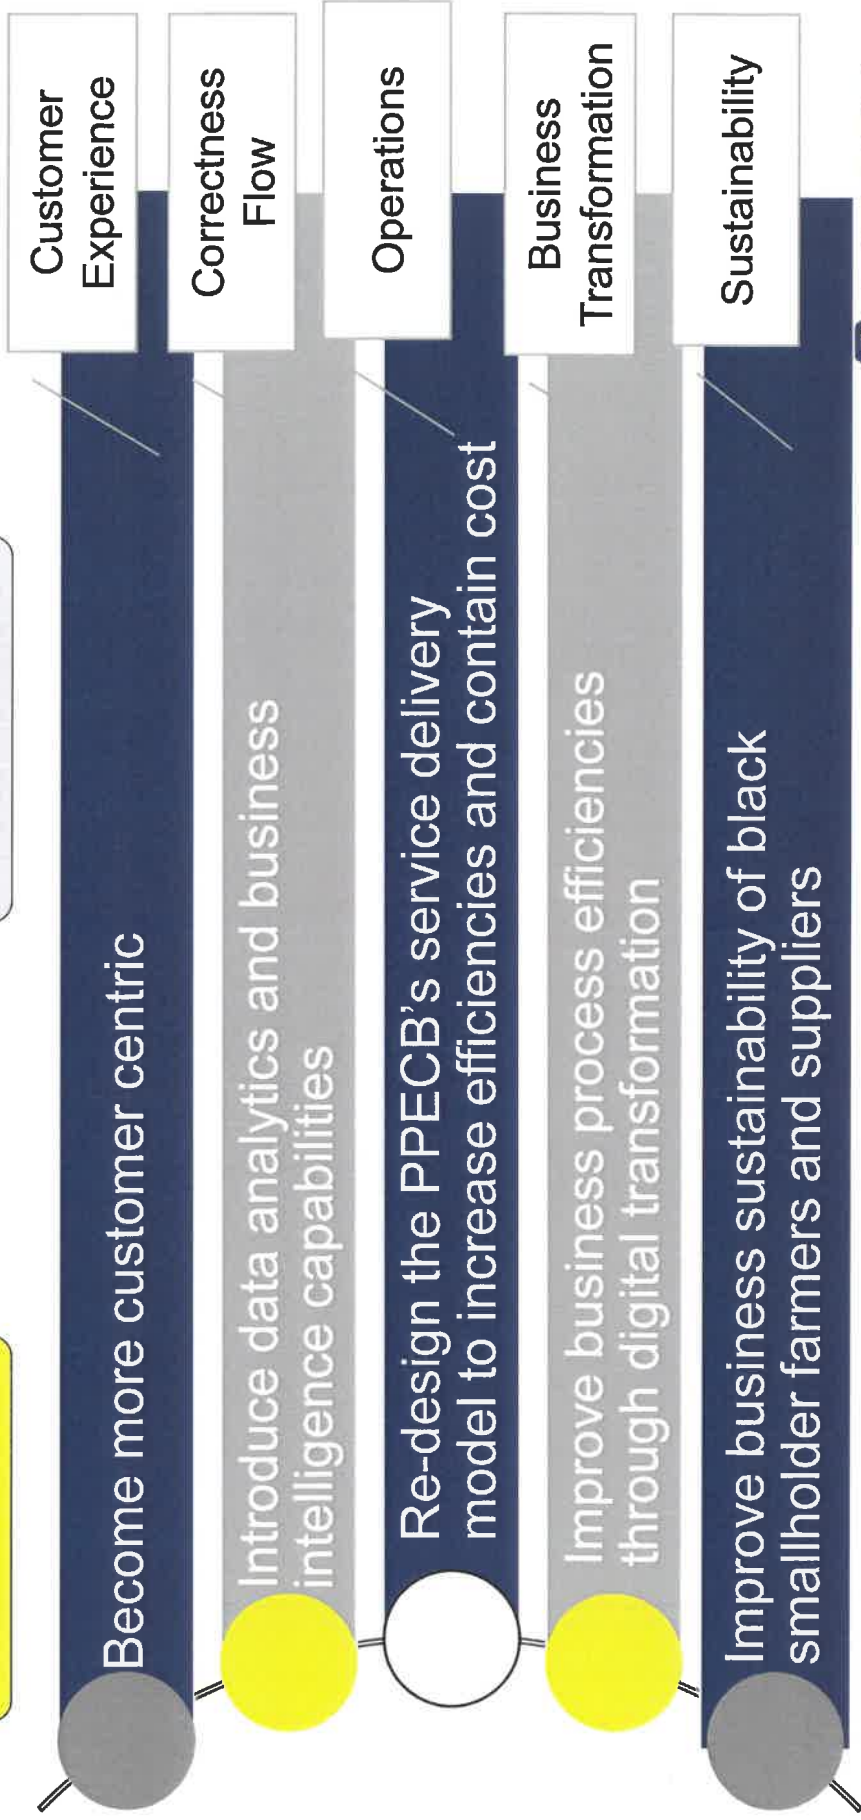 Become more customer centric
Customer
Experience
Introduce data analytics and business
intelligence capabilities
Correctness
Flow
Re-design the PPECB’s service delivery
model to increase efficiencies and contain cost
Operations
Improve business process efficiencies
through digital transformation
Business
Transformation
Improve business sustainability of black
smallholder farmers and suppliers
Sustainability